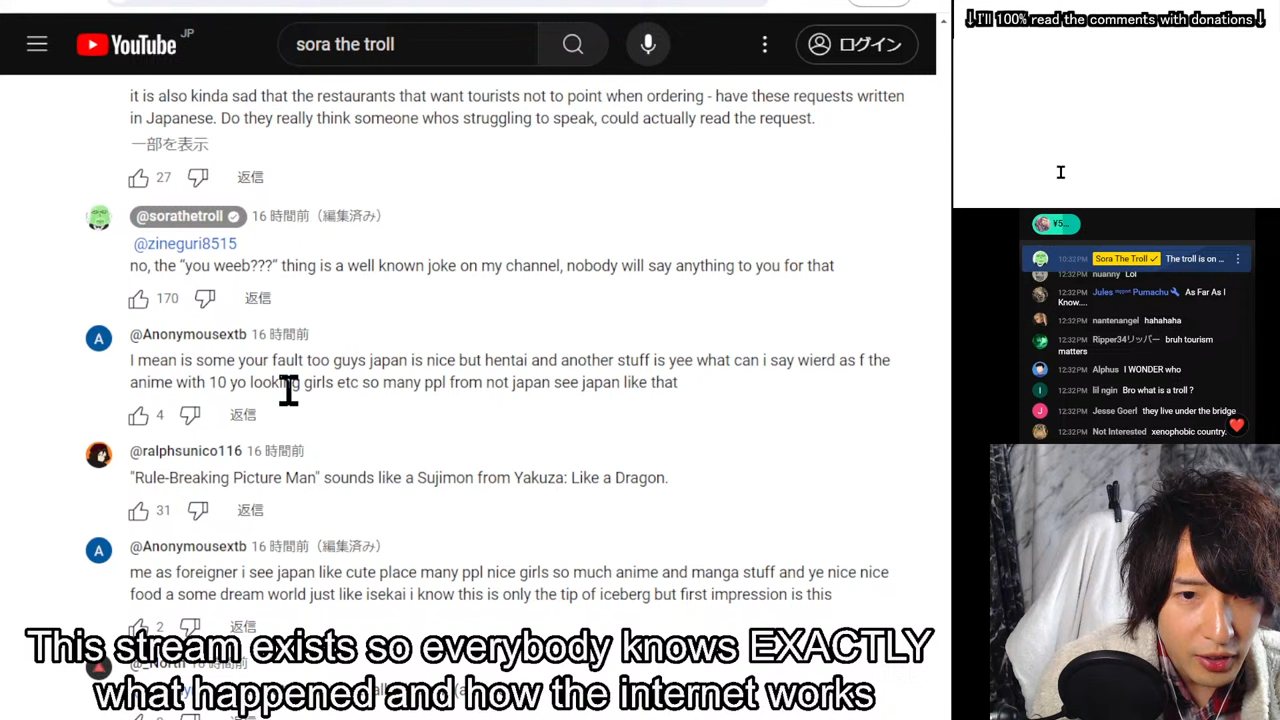 ↓I'll 100% read the comments with donations↓
YouTube JP
sora the troll
ログイン
it is also kinda sad that the restaurants that want tourists not to point when ordering - have these requests written
in Japanese. Do they really think someone whos struggling to speak, could actually read the request.
一部を表示
27 返信
@sorathetroll 16 時間前（編集済み）
@zineguri8515
no, the “you weeb???“ thing is a well known joke on my channel, nobody will say anything to you for that
170 返信
A @Anonymousextb 16 時間前
I mean is some your fault too guys japan is nice but hentai and another stuff is yee what can i say wierd as f the
anime with 10 yo looking girls etc so many ppl from not japan see japan like that
4 返信
@ralphsunico116 16 時間前
"Rule-Breaking Picture Man" sounds like a Sujimon from Yakuza: Like a Dragon.
31 返信
A @Anonymousextb 16 時間前（編集済み）
me as foreigner i see japan like cute place many ppl nice girls so much anime and manga stuff and ye nice nice
food a some dream world just like isekai i know this is only the tip of iceberg but first impression is this
2 返信
@_North 16 時間前
This stream exists so everybody knows EXACTLY
what happened and how the internet works
¥5...
10:32PM Sora The Troll The troll is on ...
nuanny Lol
12:32PM Jules Pumachu As Far As I
Know....
12:32PM nantenangel hahahaha
12:32PM Ripper34リッパー bruh tourism
matters
12:32PM Alphus I WONDER who
I 12:32PM lil ngin Bro what is a troll ?
J 12:32PM Jesse Goerl they live under the bridge
12:32PM Not Interested xenophobic country.